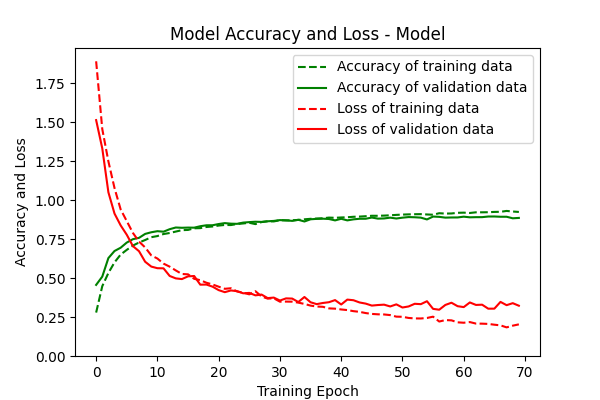 Model Accuracy and Loss - Model
Accuracy of training data
Accuracy of validation data
Loss of training data
Loss of validation data
Accuracy and Loss
1.75
1.50
1.25
1.00
0.75
0.50
0.25
0.00
0 10 20 30 40 50 60 70
Training Epoch